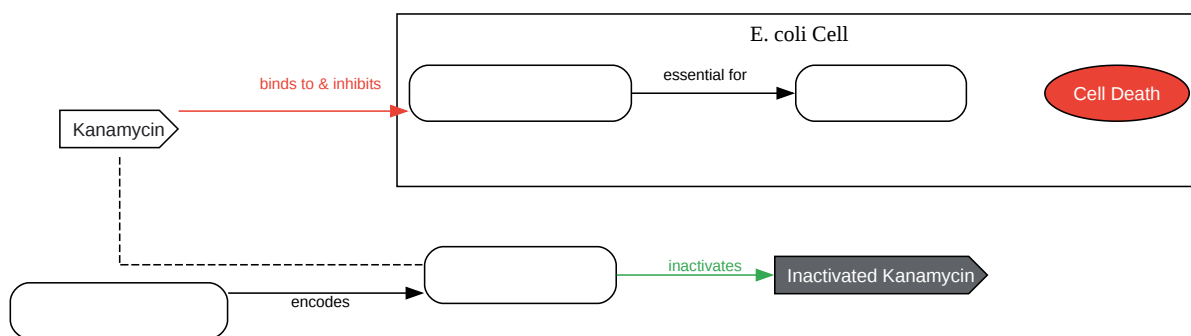 E. coli Cell
binds to & inhibits
essential for
Cell Death
Kanamycin
inactivates
Inactivated Kanamycin
encodes